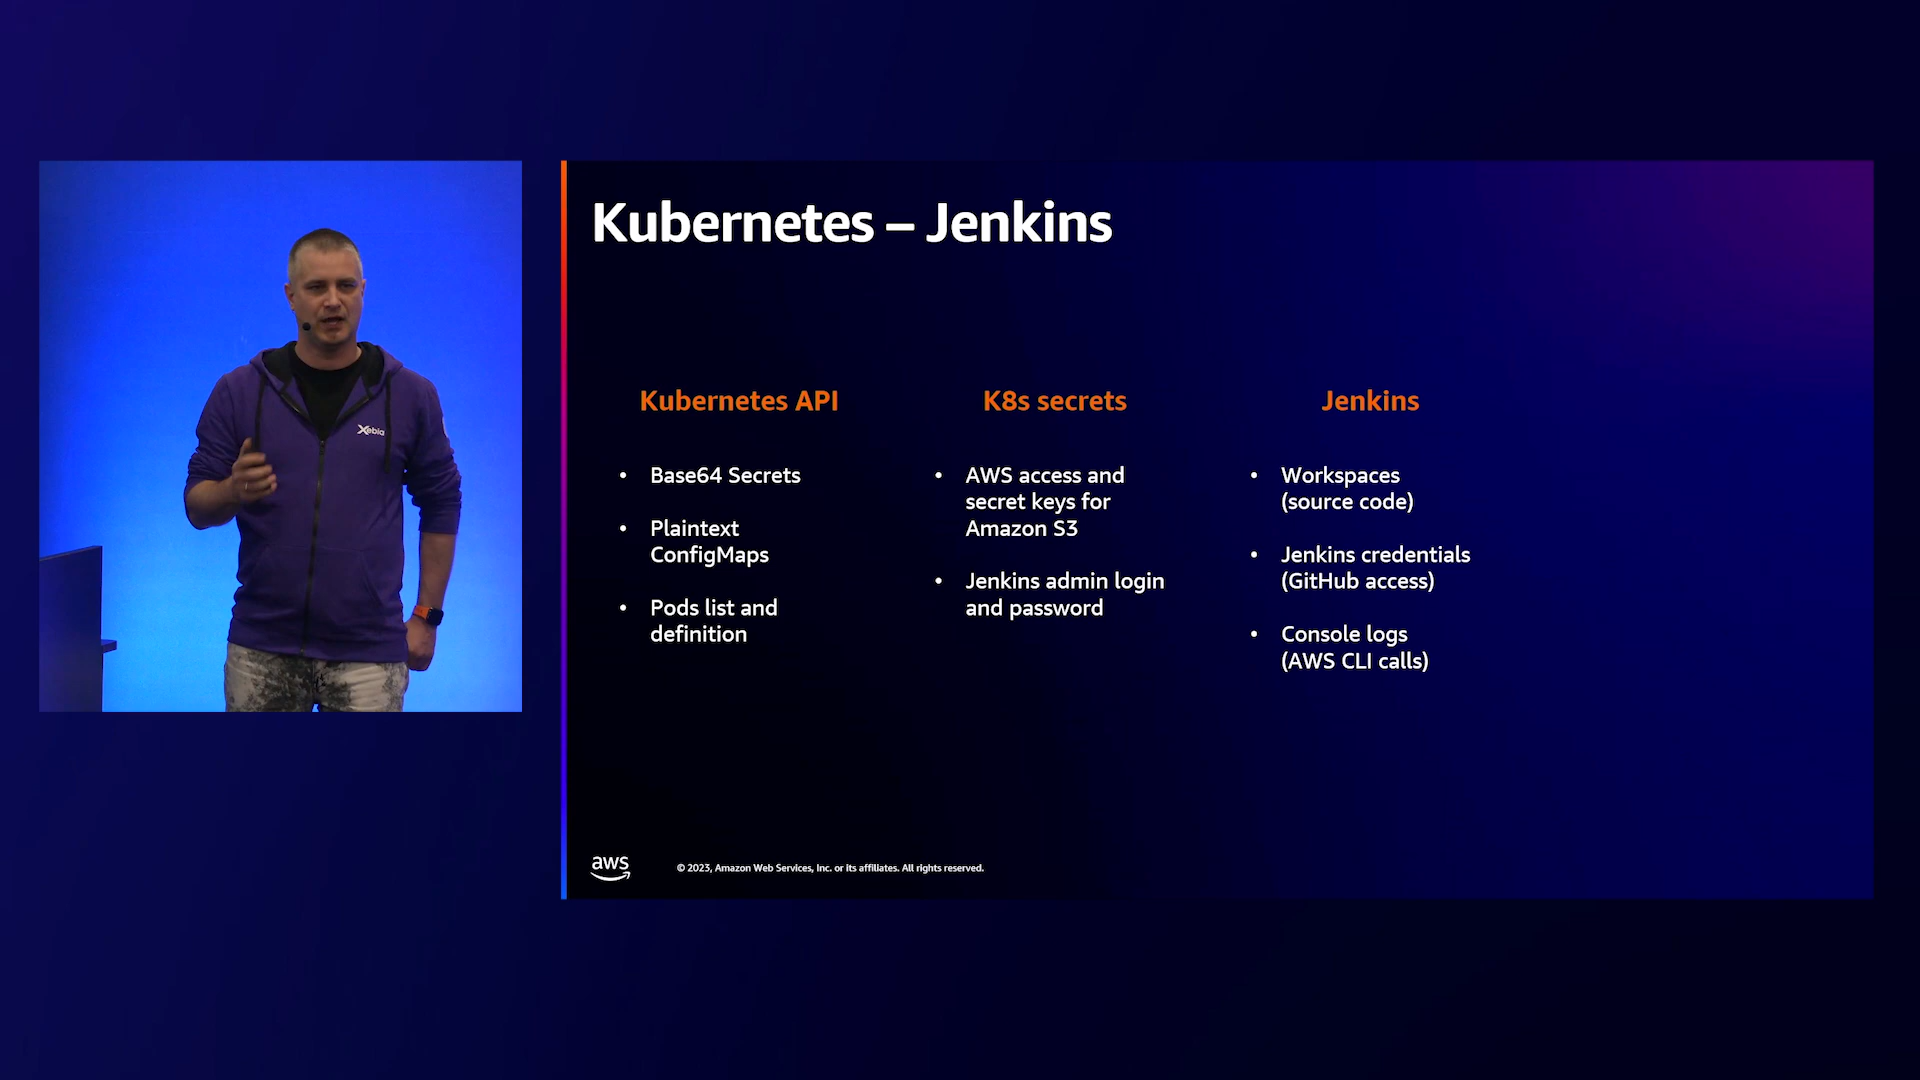 Xebia
Kubernetes – Jenkins
Kubernetes API
• Base64 Secrets
• Plaintext
ConfigMaps
• Pods list and
definition
K8s secrets
• AWS access and
secret keys for
Amazon S3
• Jenkins admin login
and password
Jenkins
• Workspaces
(source code)
• Jenkins credentials
(GitHub access)
• Console logs
(AWS CLI calls)
aws
© 2023, Amazon Web Services, Inc. or its affiliates. All rights reserved.